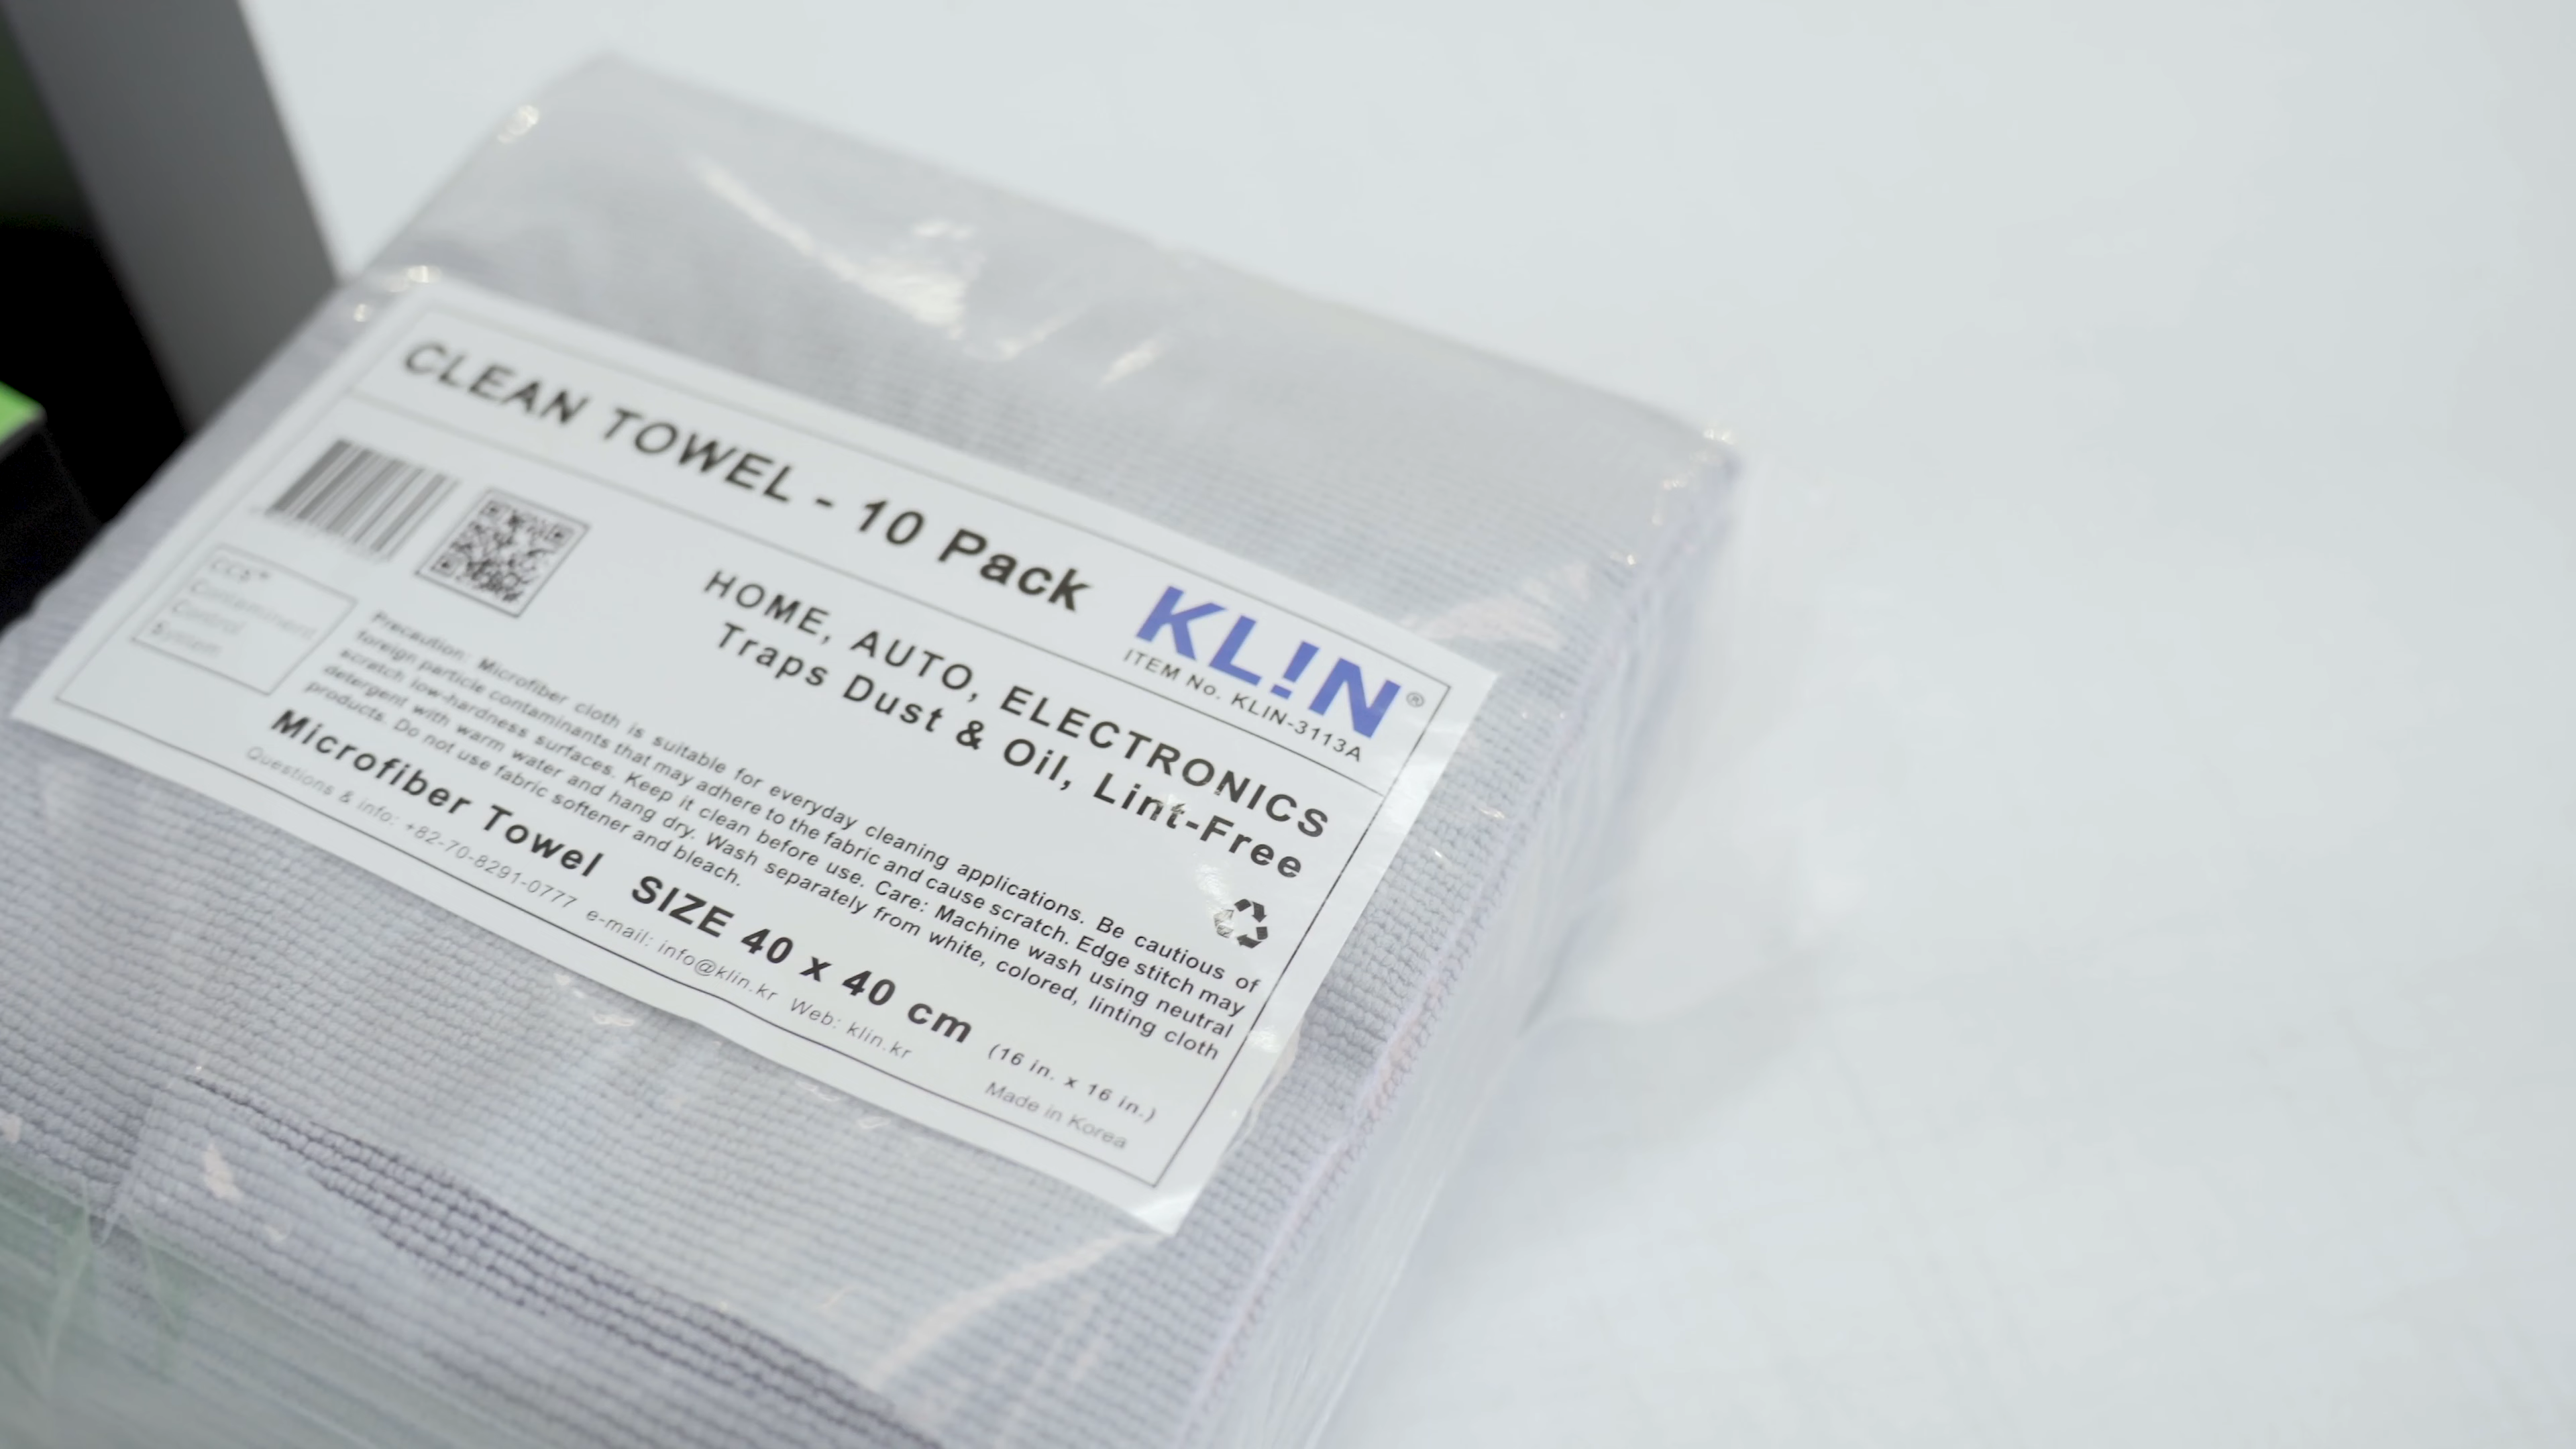 CLEAN TOWEL - 10 Pack
KL!N®
ITEM No. KLIN-3113A
HOME, AUTO, ELECTRONICS
Traps Dust & Oil, Lint-Free
CCS
Contaminant
Control
System
Precaution: Microfiber cloth is suitable for everyday cleaning applications. Be cautious of
foreign particle contaminants that may adhere to the fabric and cause scratch. Edge stitch may
scratch low-hardness surfaces. Keep it clean before use. Care: Machine wash using neutral
detergent with warm water and hang dry. Wash separately from white, colored, linting cloth
products. Do not use fabric softener and bleach.
Microfiber Towel SIZE 40 x 40 cm (16 in. x 16 in.)
Questions & info: +82-70-8291-0777 e-mail: info@klin.kr Web: klin.kr
Made in Korea